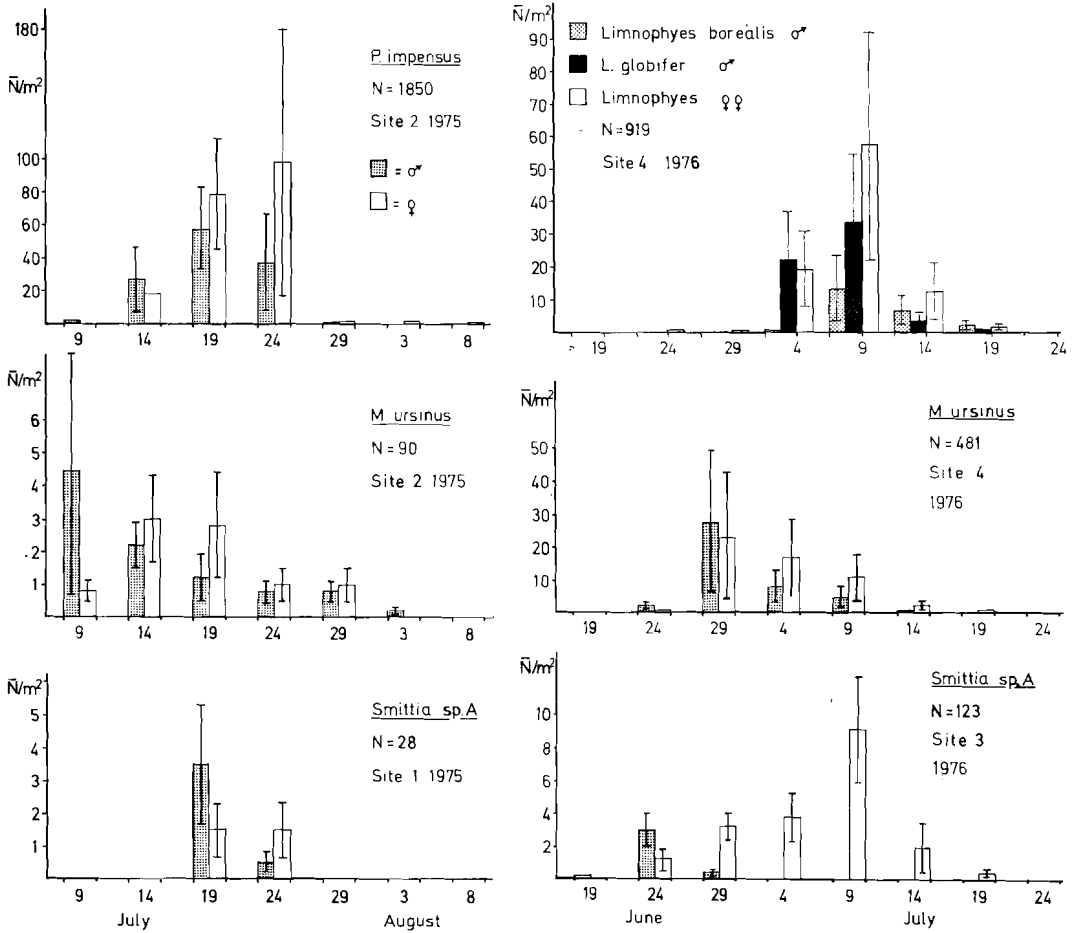 N̄/m²
180
100
80
60
40
20
P. impensus
N = 1850
Site 2 1975
= ♂
= ♀
9 14 19 24 29 3 8
N̄/m²
90
80
70
60
50
40
30
20
10
Limnophyes borealis ♂
L. globifer ♂
Limnophyes ♀♀
N=919
Site 4 1976
19 24 29 4 9 14 19 24
N̄/m²
6
5
4
3
2
1
M ursinus
N = 90
Site 2 1975
9 14 19 24 29 3 8
N̄/m²
50
40
30
20
10
M ursinus
N = 481
Site 4
1976
19 24 29 4 9 14 19 24
N̄/m²
5
4
3
2
1
Smittia sp.A
N = 28
Site 1 1975
9 14 19 24 29 3 8
July August
N̄/m²
10
8
6
4
2
Smittia sp.A
N = 123
Site 3
1976
19 24 29 4 9 14 19 24
June July